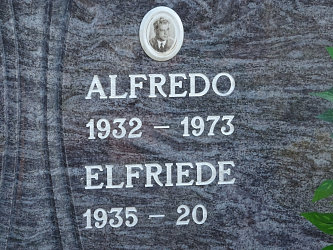 ALFREDO
1932 – 1973
ELFRIEDE
1935 – 20